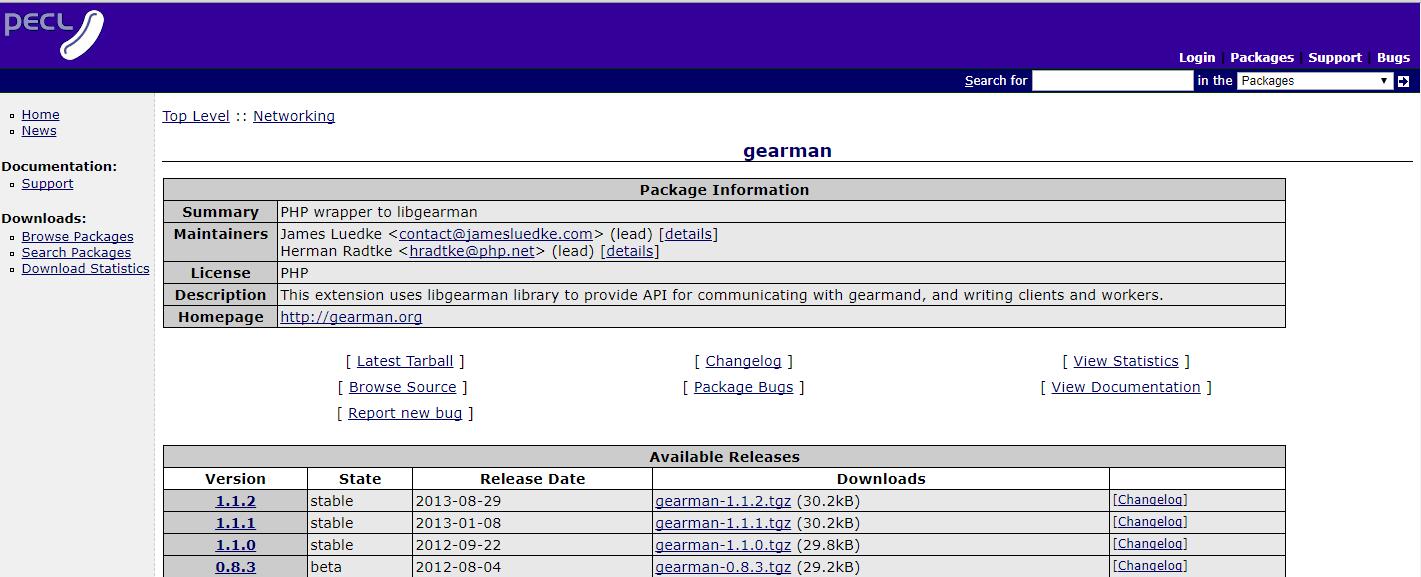 PECL
Login | Packages | Support | Bugs
Search for in the Packages
Home
News
Documentation:
Support
Downloads:
Browse Packages
Search Packages
Download Statistics
Top Level :: Networking
gearman
Package Information
Summary PHP wrapper to libgearman
Maintainers James Luedke <contact@jamesluedke.com> (lead) [details]
Herman Radtke <hradtke@php.net> (lead) [details]
License PHP
Description This extension uses libgearman library to provide API for communicating with gearmand, and writing clients and workers.
Homepage http://gearman.org
[ Latest Tarball ] [ Changelog ] [ View Statistics ]
[ Browse Source ] [ Package Bugs ] [ View Documentation ]
[ Report new bug ]
Available Releases
Version State Release Date Downloads
1.1.2 stable 2013-08-29 gearman-1.1.2.tgz (30.2kB) [Changelog]
1.1.1 stable 2013-01-08 gearman-1.1.1.tgz (30.2kB) [Changelog]
1.1.0 stable 2012-09-22 gearman-1.1.0.tgz (29.8kB) [Changelog]
0.8.3 beta 2012-08-04 gearman-0.8.3.tgz (29.2kB) [Changelog]